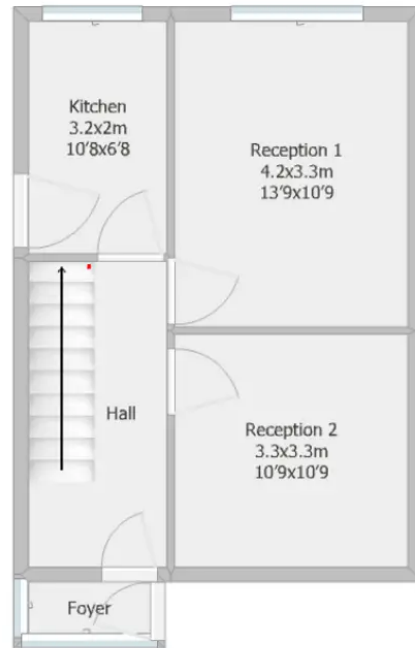 Kitchen
3.2x2m
10'8x6'8
Reception 1
4.2x3.3m
13'9x10'9
Hall
Reception 2
3.3x3.3m
10'9x10'9
Foyer